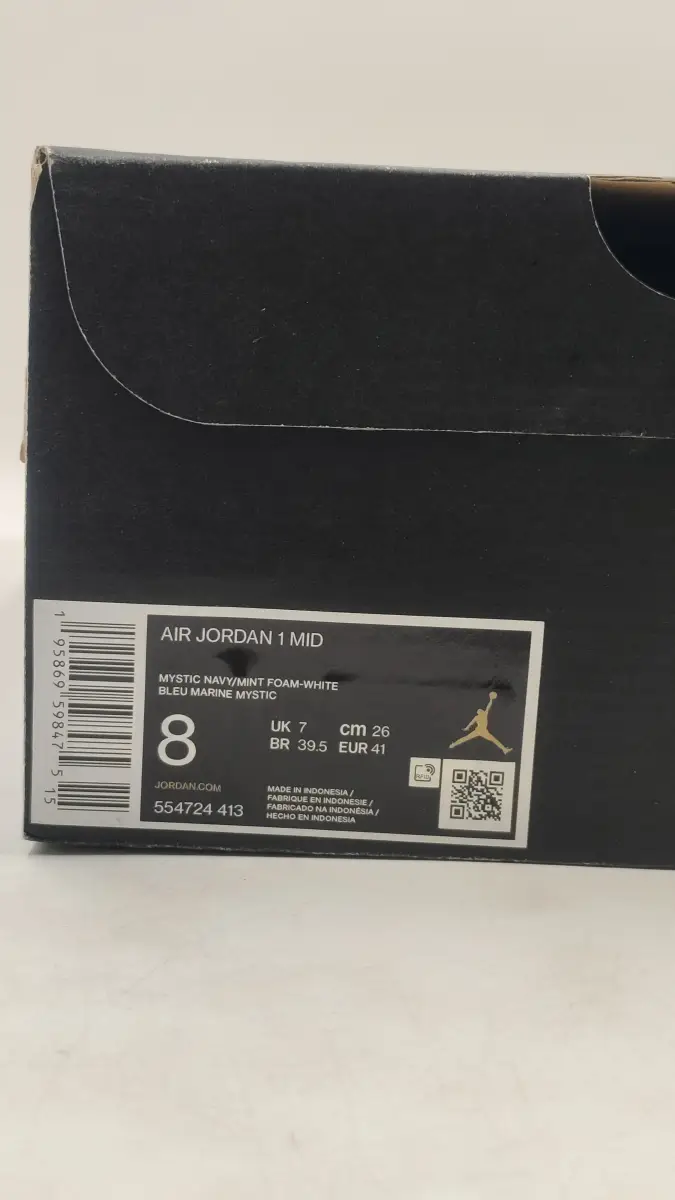 AIR JORDAN 1 MID
MYSTIC NAVY/MINT FOAM-WHITE
BLEU MARINE MYSTIC
8
UK 7 cm 26
BR 39.5 EUR 41
JORDAN.COM
554724 413
MADE IN INDONESIA /
FABRIQUE EN INDONESIE /
FABRICADO NA INDONÉSIA /
HECHO EN INDONESIA
RFID
1 95869 59847 5 15